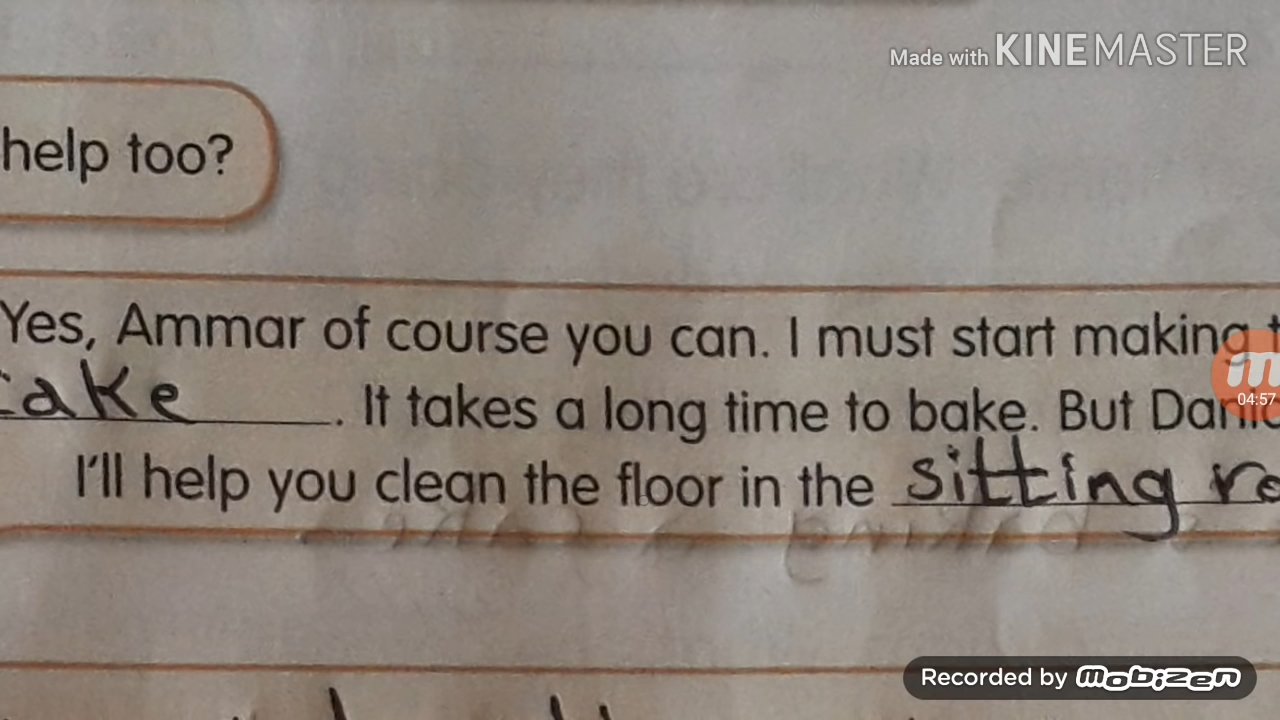 Made with KINEMASTER
help too?
Yes, Ammar of course you can. I must start making
cake. It takes a long time to bake. But
04:57
I'll help you clean the floor in the sitting
Recorded by mobizen